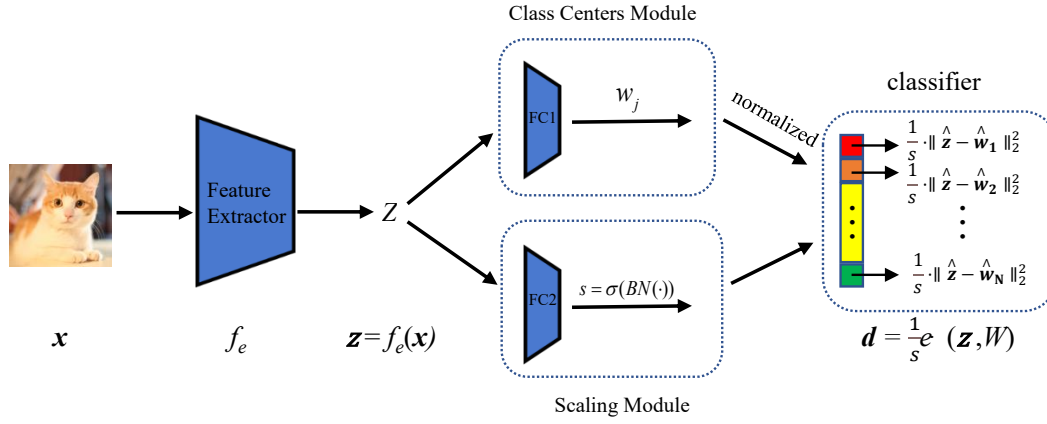 Class Centers Module
FC1
w_j
normalized
classifier
1/s · ‖ ẑ − ŵ₁ ‖₂²
1/s · ‖ ẑ − ŵ₂ ‖₂²
⋮
1/s · ‖ ẑ − ŵ_N ‖₂²
Feature
Extractor
Z
FC2
s = σ(BN(·))
x
f_e
z=f_e(x)
d = 1/s e (z,W)
Scaling Module